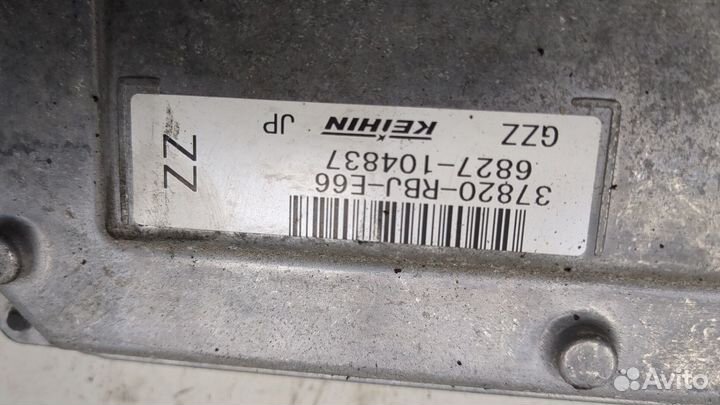 37820-RBJ-E66
6827-104837
GZZ KEIHIN JP
ZZ
Avito